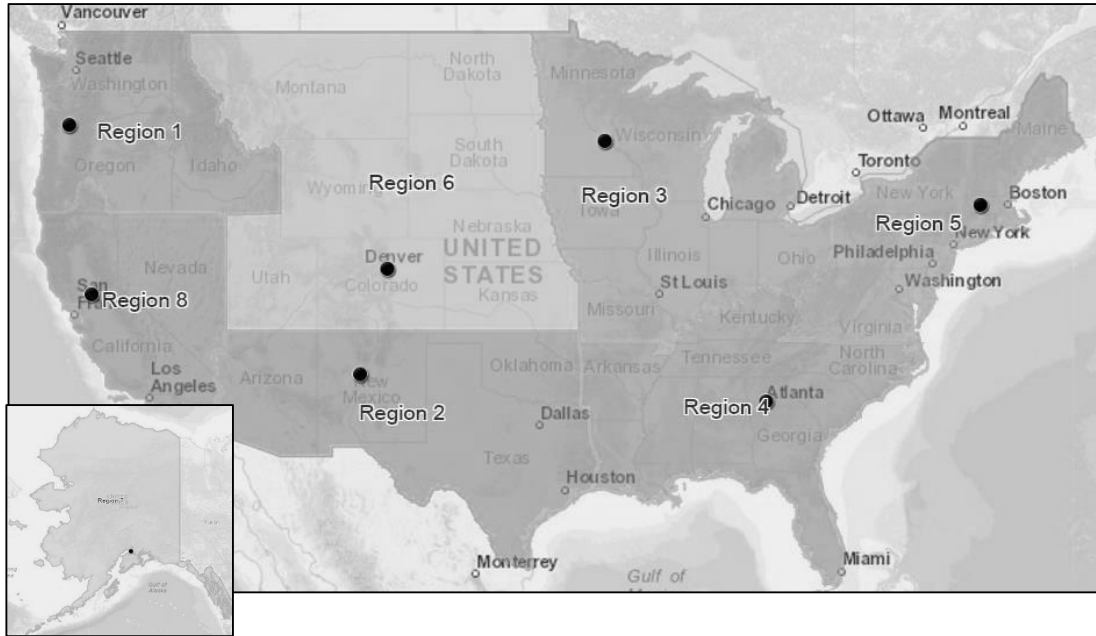 Vancouver
Seattle
Washington
Montana
North
Dakota
Minnesota
Ottawa
Montreal
Maine
Region 1
Wisconsin
Oregon
Idaho
South
Dakota
Toronto
Wyoming
Region 6
Region 3
Iowa
Chicago
Detroit
New York
Boston
Region 5
New York
Nebraska
UNITED
STATES
Denver
Colorado
Utah
Nevada
Kansas
Illinois
Ohio
Philadelphia
Washington
San
Region 8
St Louis
Missouri
Kentucky
Virginia
California
Los
Angeles
Arizona
New
Mexico
Oklahoma
Arkansas
Tennessee
North
Carolina
Region 2
Dallas
Region 4
Atlanta
Georgia
Texas
Houston
Region 7
Monterrey
Gulf of
Miami
Gulf of
Alaska